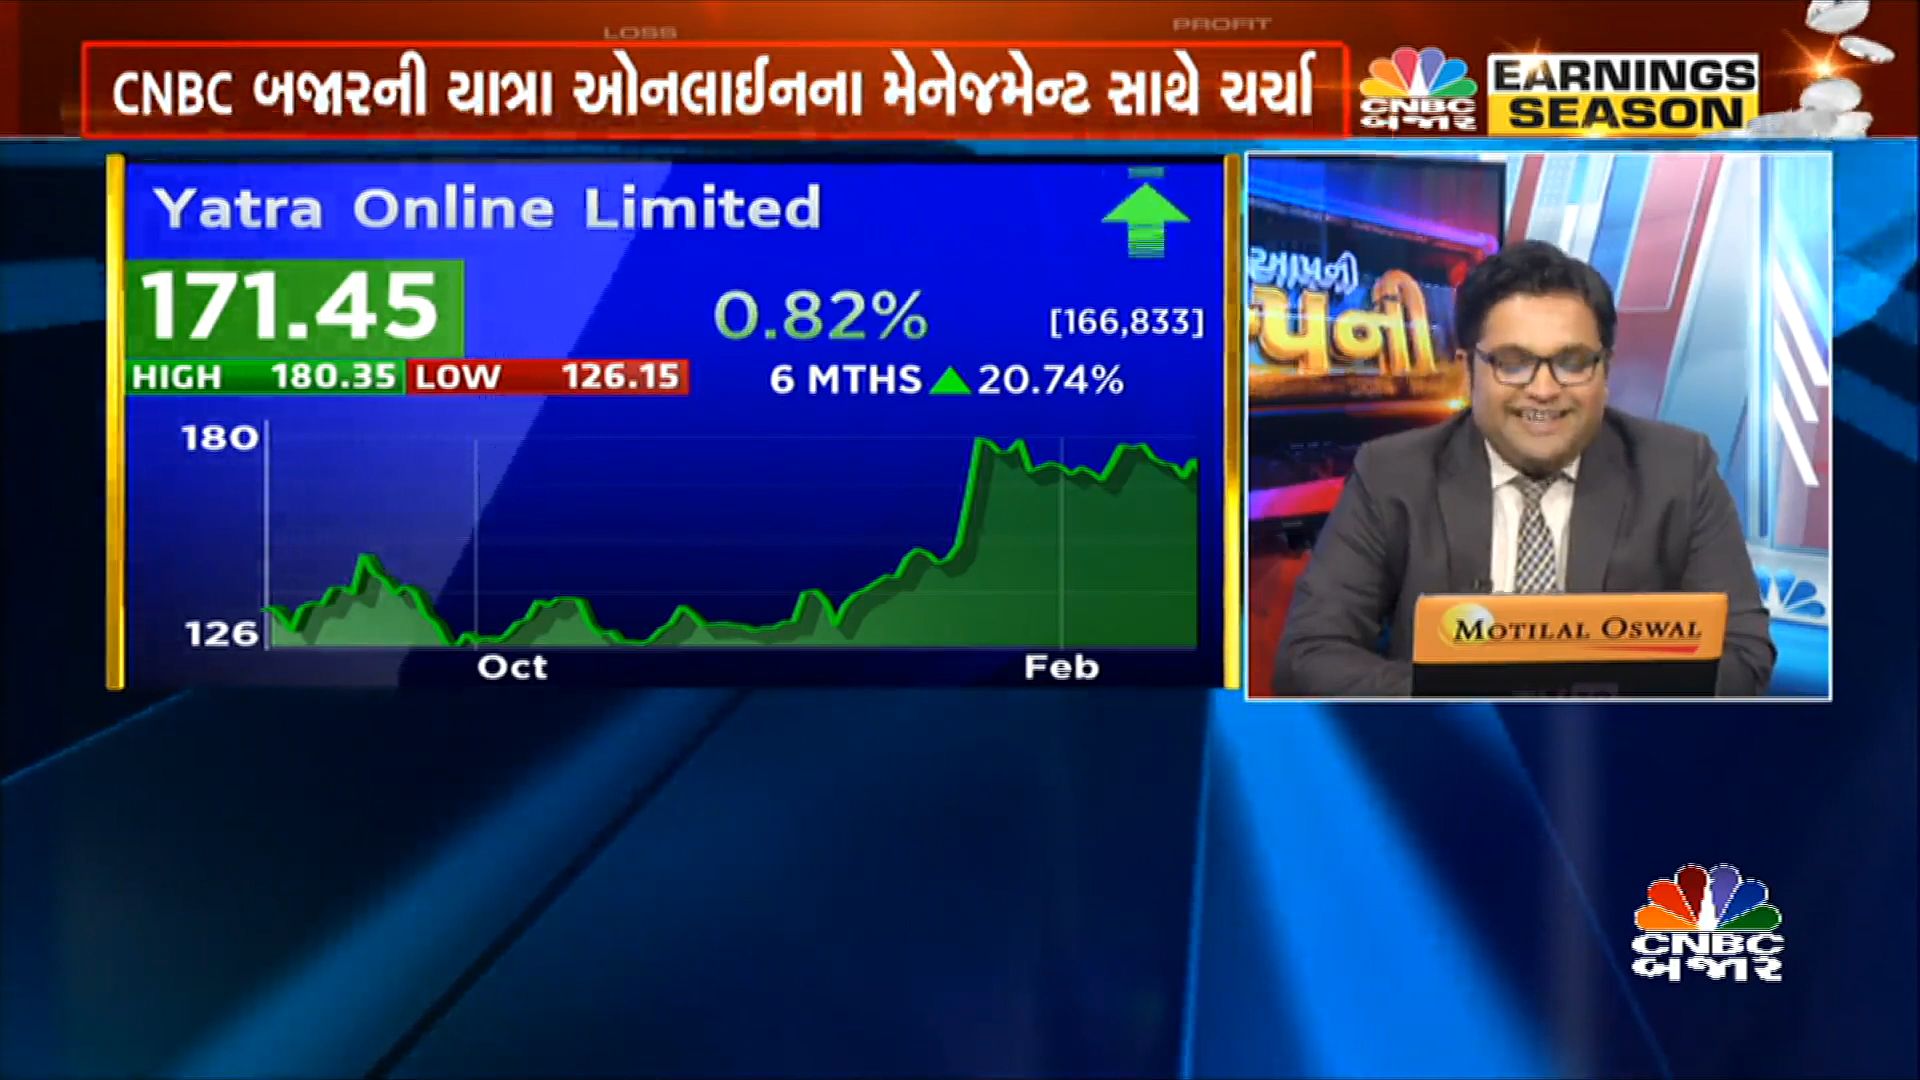 LOSS
PROFIT
CNBC બજારની યાત્રા ઓનલાઈનના મેનેજમેન્ટ સાથે ચર્ચા
CNBC
બજાર
EARNINGS
SEASON
Yatra Online Limited
171.45
0.82%
[166,833]
HIGH 180.35 LOW 126.15
6 MTHS 20.74%
180
126
Oct
Feb
આપની
MOTILAL OSWAL
CNBC
બજાર